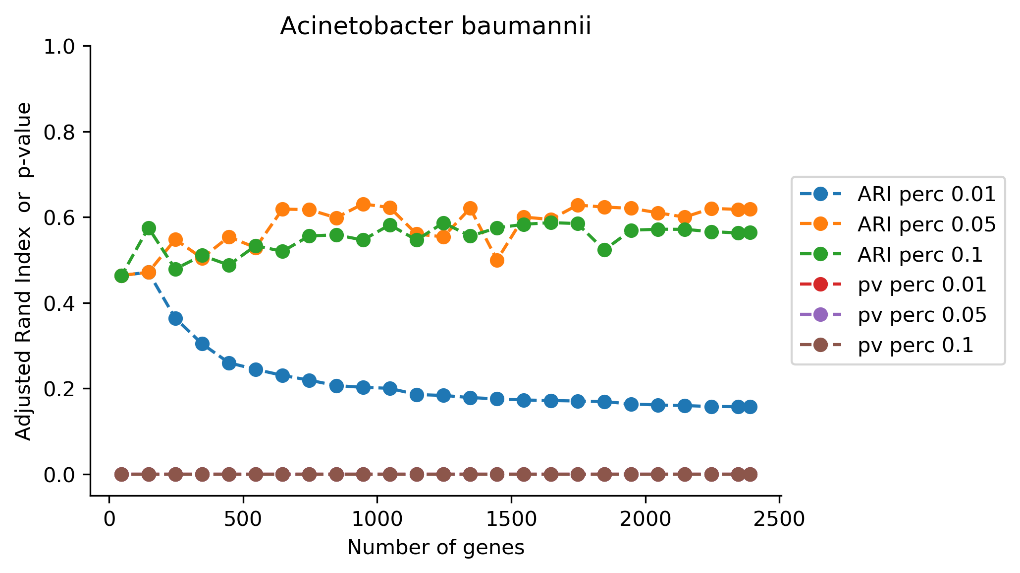 Acinetobacter baumannii
1.0
0.8
0.6
0.4
0.2
0.0
Adjusted Rand Index or p-value
0
500
1000
1500
2000
2500
Number of genes
ARI perc 0.01
ARI perc 0.05
ARI perc 0.1
pv perc 0.01
pv perc 0.05
pv perc 0.1